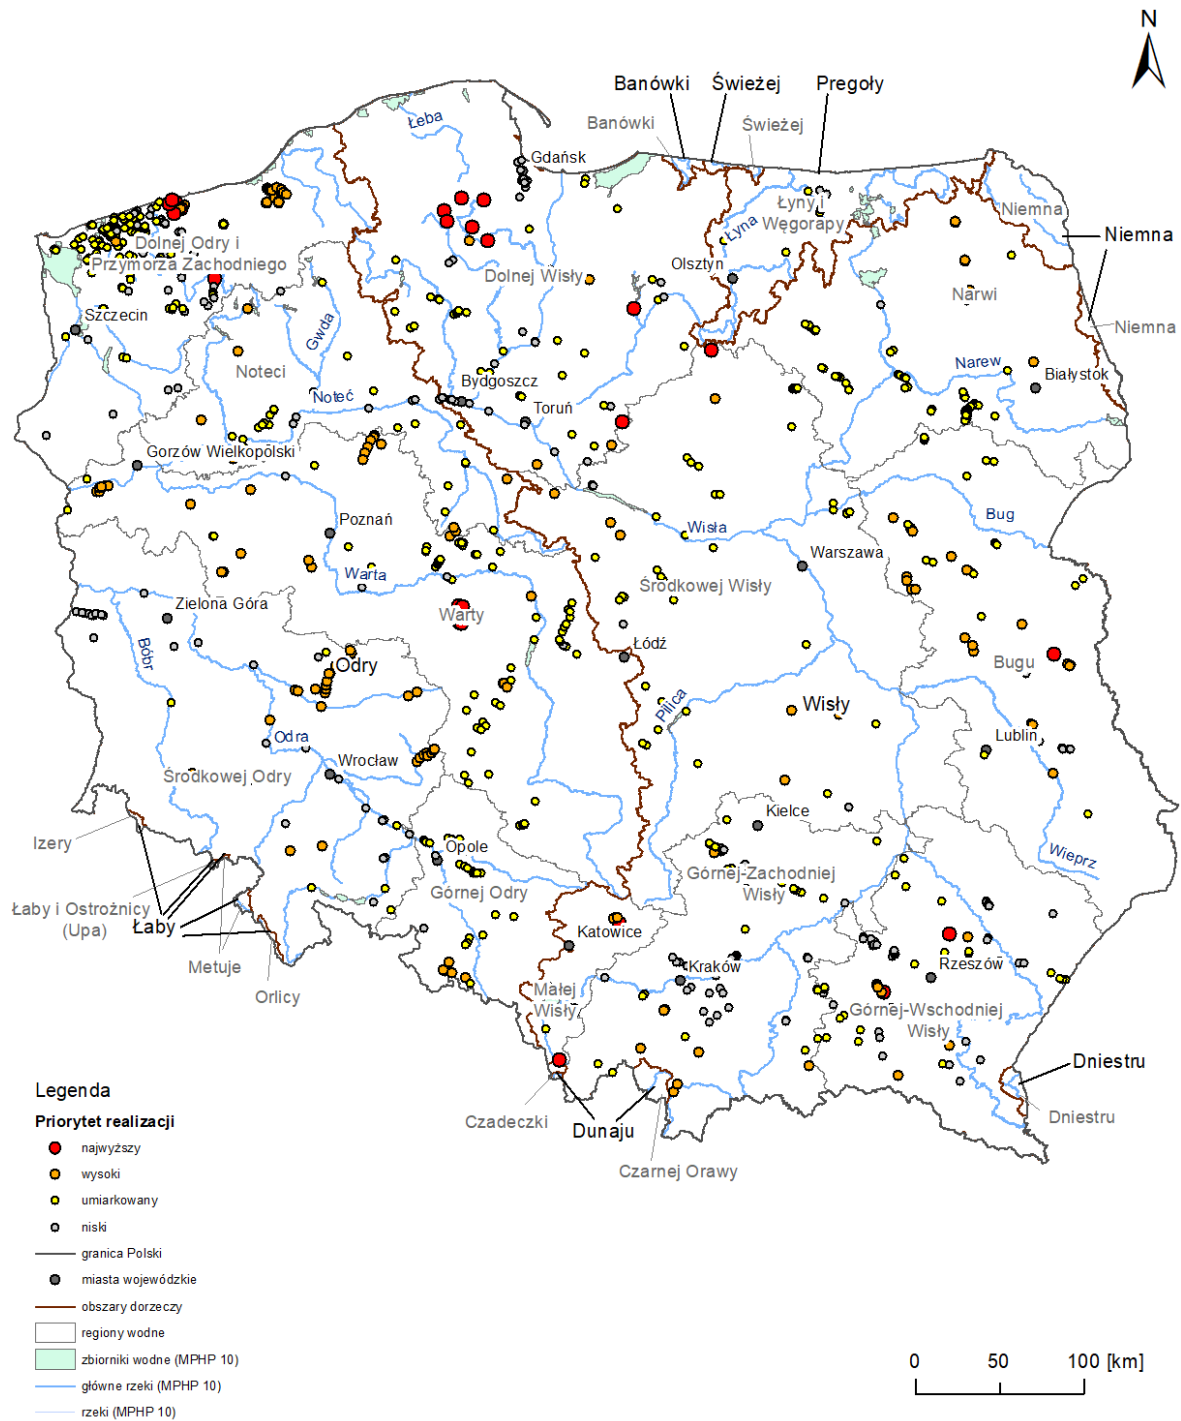 N
Banówki
Świeżej
Pregoły
Łeba
Banówki
Świeżej
Gdańsk
Łyny i
Węgorapy
Niemna
Łyna
Niemna
Dolnej Odry i
Przymorza Zachodniego
Dolnej Wisły
Olsztyn
Narwi
Szczecin
Gwda
Niemna
Noteci
Narew
Białystok
Bydgoszcz
Noteć
Toruń
Gorzów Wielkopolski
Poznań
Wisła
Bug
Warszawa
Warta
Środkowej Wisły
Zielona Góra
Warty
Bóbr
Łódź
Odry
Bugu
Pilica
Wisły
Odra
Lublin
Wrocław
Środkowej Odry
Kielce
Izery
Opole
Wieprz
Górnej Odry
Górnej-Zachodniej
Wisły
Łaby i Ostrożnicy
(Upa)
Łaby
Katowice
Metuje
Kraków
Rzeszów
Orlicy
Małej
Wisły
Górnej-Wschodniej
Wisły
Dniestru
Czadeczki
Dunaju
Dniestru
Czarnej Orawy
Legenda
Priorytet realizacji
najwyższy
wysoki
umiarkowany
niski
granica Polski
miasta wojewódzkie
obszary dorzeczy
regiony wodne
zbiorniki wodne (MPHP 10)
główne rzeki (MPHP 10)
rzeki (MPHP 10)
0 50 100 [km]